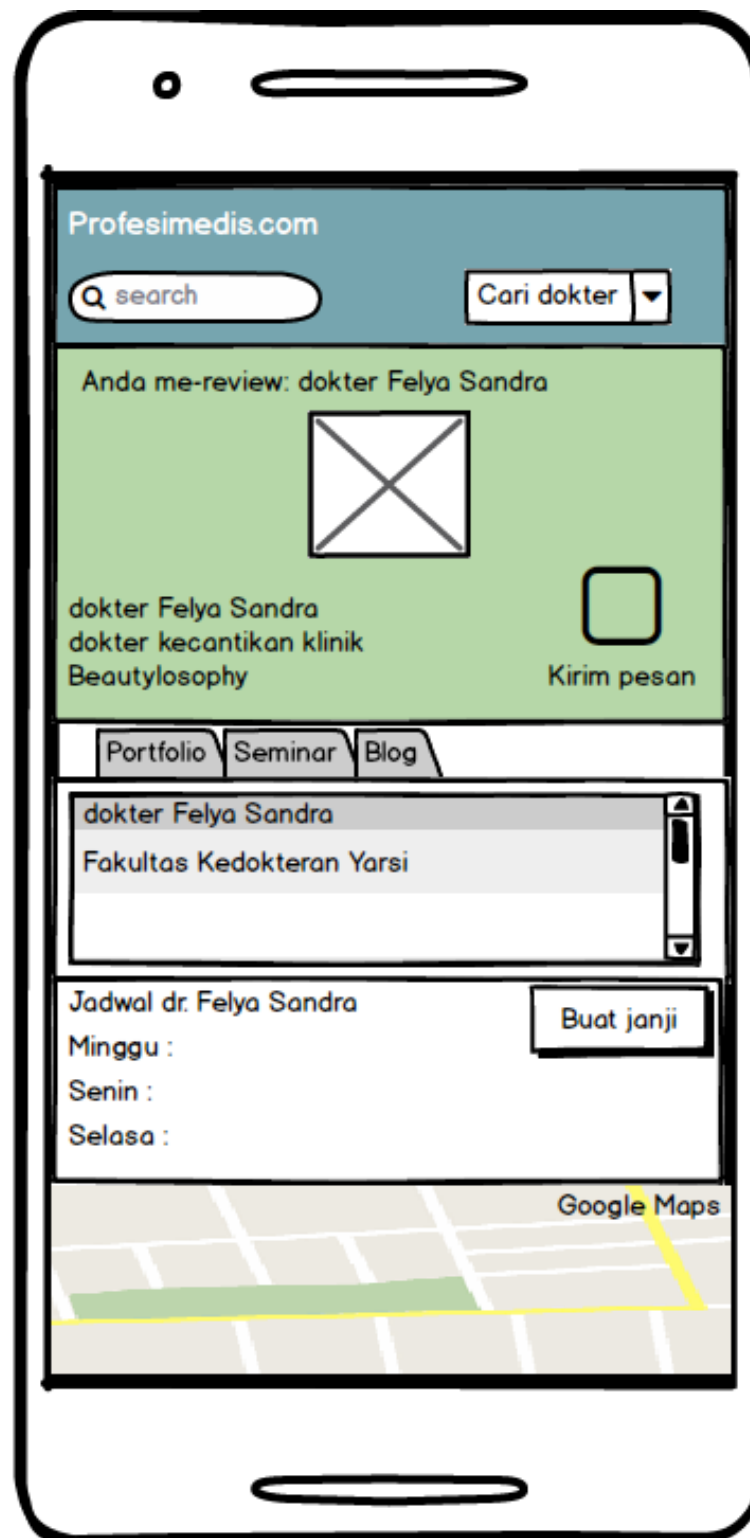 Profesimedis.com
search
Cari dokter
Anda me-review: dokter Felya Sandra
dokter Felya Sandra
dokter kecantikan klinik
Beautylosophy
Kirim pesan
Portfolio
Seminar
Blog
dokter Felya Sandra
Fakultas Kedokteran Yarsi
Jadwal dr. Felya Sandra
Buat janji
Minggu :
Senin :
Selasa :
Google Maps